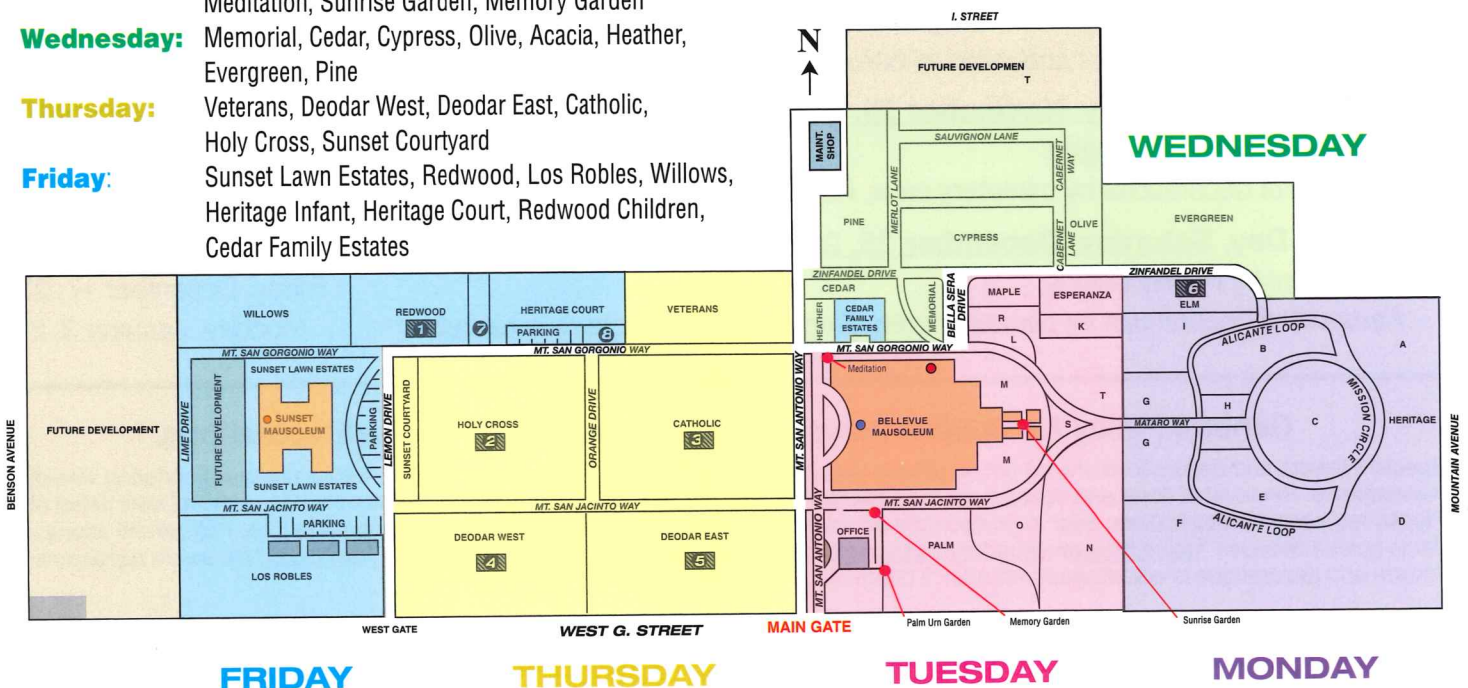 Meditation, Sunrise Garden, Memory Garden
Wednesday: Memorial, Cedar, Cypress, Olive, Acacia, Heather,
Evergreen, Pine
Thursday: Veterans, Deodar West, Deodar East, Catholic,
Holy Cross, Sunset Courtyard
Friday: Sunset Lawn Estates, Redwood, Los Robles, Willows,
Heritage Infant, Heritage Court, Redwood Children,
Cedar Family Estates
I. STREET
N
FUTURE DEVELOPMEN
T
MAINT.
SHOP
SAUVIGNON LANE
CABERNET
WAY
WEDNESDAY
MERLOT LANE
PINE
CYPRESS
CABERNET
LANE
OLIVE
EVERGREEN
ZINFANDEL DRIVE
ZINFANDEL DRIVE
CEDAR
HEATHER
CEDAR
FAMILY
ESTATES
MEMORIAL
BELLA SERA
DRIVE
MAPLE
ESPERANZA
6
ELM
WILLOWS
REDWOOD
1
7
HERITAGE COURT
PARKING
8
VETERANS
R
K
L
I
ALICANTE LOOP
B
A
MT. SAN GORGONIO WAY
MT. SAN GORGONIO WAY
MT. SAN GORGONIO WAY
BENSON AVENUE
FUTURE DEVELOPMENT
LIME DRIVE
FUTURE DEVELOPMENT
SUNSET LAWN ESTATES
SUNSET
MAUSOLEUM
SUNSET LAWN ESTATES
PARKING
LEMON DRIVE
SUNSET COURTYARD
HOLY CROSS
2
ORANGE DRIVE
CATHOLIC
3
MT. SAN ANTONIO WAY
Meditation
BELLEVUE
MAUSOLEUM
M
M
S
T
G
H
MATARO WAY
G
C
MISSION CIRCLE
HERITAGE
MOUNTAIN AVENUE
MT. SAN JACINTO WAY
MT. SAN JACINTO WAY
MT. SAN JACINTO WAY
PARKING
LOS ROBLES
DEODAR WEST
4
DEODAR EAST
5
MT. SAN ANTONIO WAY
OFFICE
PALM
O
N
F
E
ALICANTE LOOP
D
WEST GATE
WEST G. STREET
MAIN GATE
Palm Urn Garden
Memory Garden
Sunrise Garden
FRIDAY
THURSDAY
TUESDAY
MONDAY